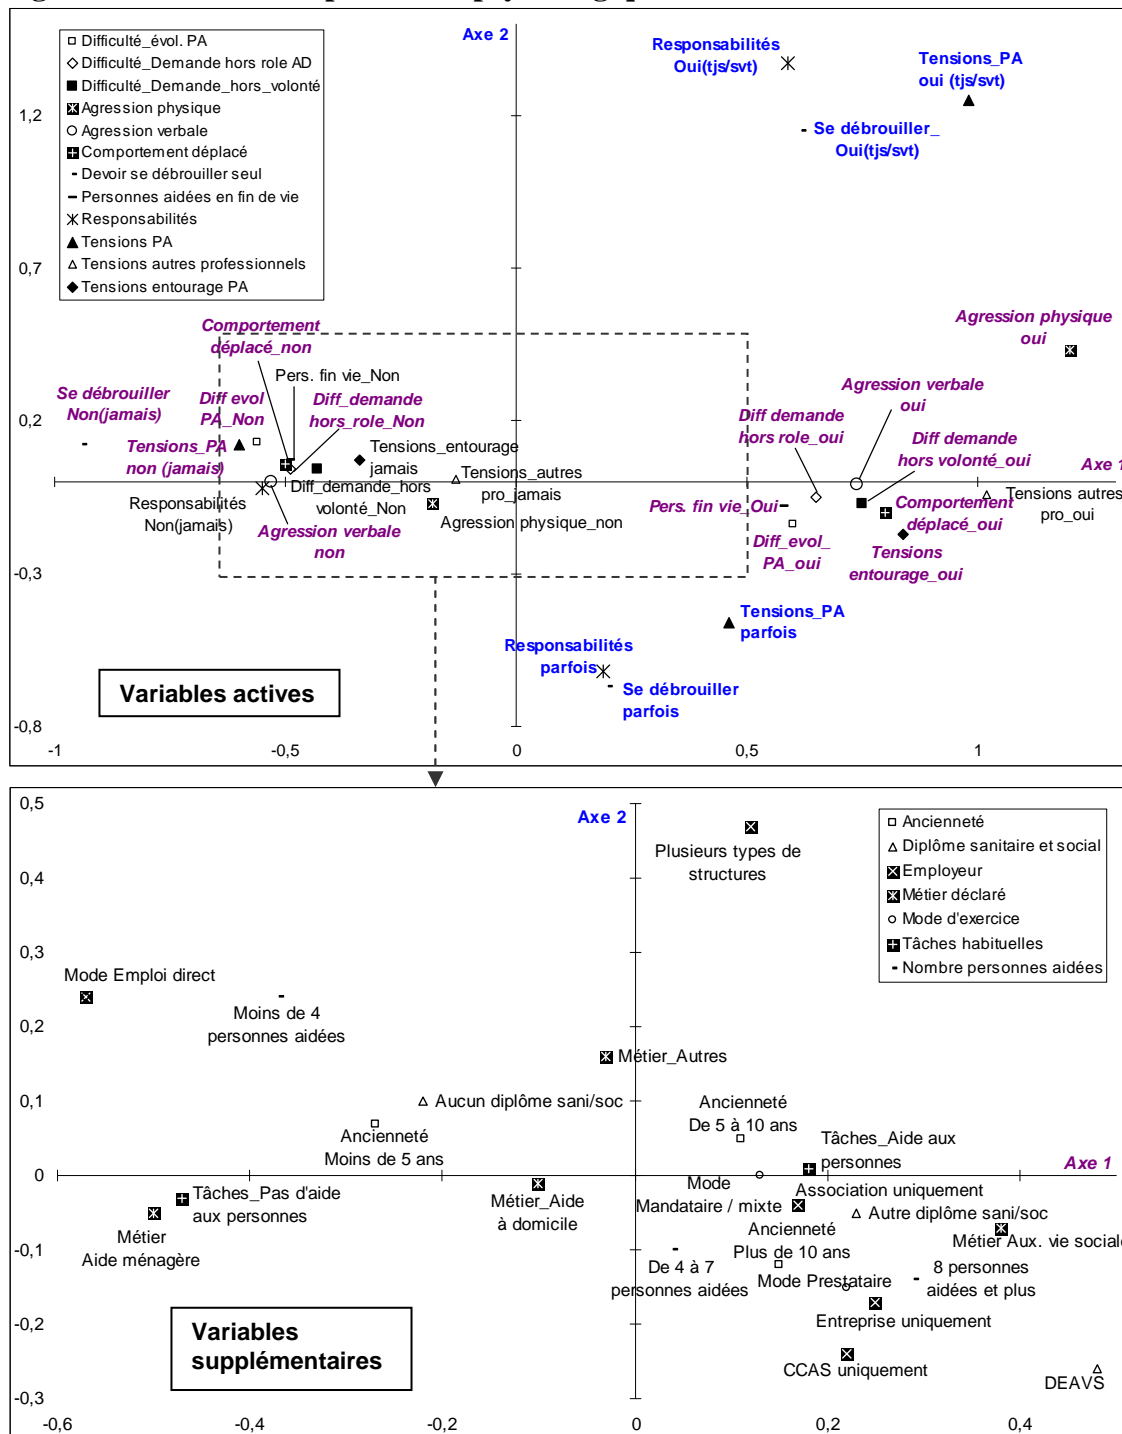 Axe 2
Difficulté_évol. PA
Difficulté_Demande hors role AD
Difficulté_Demande_hors_volonté
Agression physique
Agression verbale
Comportement déplacé
Devoir se débrouiller seul
Personnes aidées en fin de vie
Responsabilités
Tensions PA
Tensions autres professionnels
Tensions entourage PA
Responsabilités
Oui(tjs/svt)
Tensions_PA
oui (tjs/svt)
Se débrouiller_
Oui(tjs/svt)
1,2
0,7
0,2
-0,3
-0,8
Agression physique
oui
Comportement
déplacé_non
Pers. fin vie_Non
Se débrouiller
Non(jamais)
Diff evol
PA_Non
Diff_demande
hors_role_Non
Agression verbale
oui
Diff demande
hors role_oui
Diff demande
hors volonté_oui
Tensions_PA
non (jamais)
Tensions_entourage
jamais
Tensions_autres
pro_jamais
Axe 1
Responsabilités
Non(jamais)
Diff_demande_hors
volonté_Non
Agression physique_non
Agression verbale
non
Pers. fin vie_Oui
Comportement
déplacé_oui
Tensions autres
pro_oui
Diff_evol_
PA_oui
Tensions
entourage_oui
Tensions_PA
parfois
Responsabilités
parfois
Se débrouiller
parfois
Variables actives
-1
-0,5
0
0,5
1
0,5
0,4
0,3
0,2
0,1
0
-0,1
-0,2
-0,3
Axe 2
Ancienneté
Diplôme sanitaire et social
Employeur
Métier déclaré
Mode d'exercice
Tâches habituelles
Nombre personnes aidées
Plusieurs types de
structures
Mode Emploi direct
Moins de 4
personnes aidées
Métier_Autres
Aucun diplôme sani/soc
Ancienneté
De 5 à 10 ans
Ancienneté
Moins de 5 ans
Tâches_Aide aux
personnes
Axe 1
Tâches_Pas d'aide
aux personnes
Métier_Aide
à domicile
Mode
Mandataire / mixte
Association uniquement
Autre diplôme sani/soc
Métier
Aide ménagère
Ancienneté
Plus de 10 ans
Métier Aux. vie sociale
De 4 à 7
personnes aidées
Mode Prestataire
8 personnes
aidées et plus
Entreprise uniquement
CCAS uniquement
DEAVS
Variables
supplémentaires
-0,6
-0,4
-0,2
0
0,2
0,4